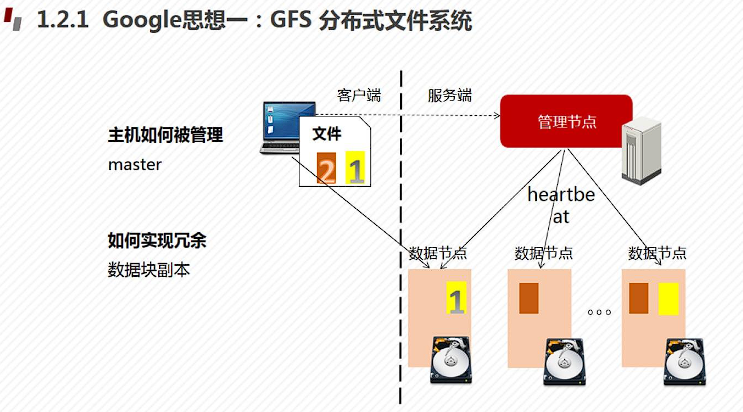 1.2.1 Google思想一：GFS 分布式文件系统
客户端
服务端
主机如何被管理
master
文件
2 1
管理节点
heartbe
at
如何实现冗余
数据块副本
数据节点
数据节点
数据节点
1
。。。